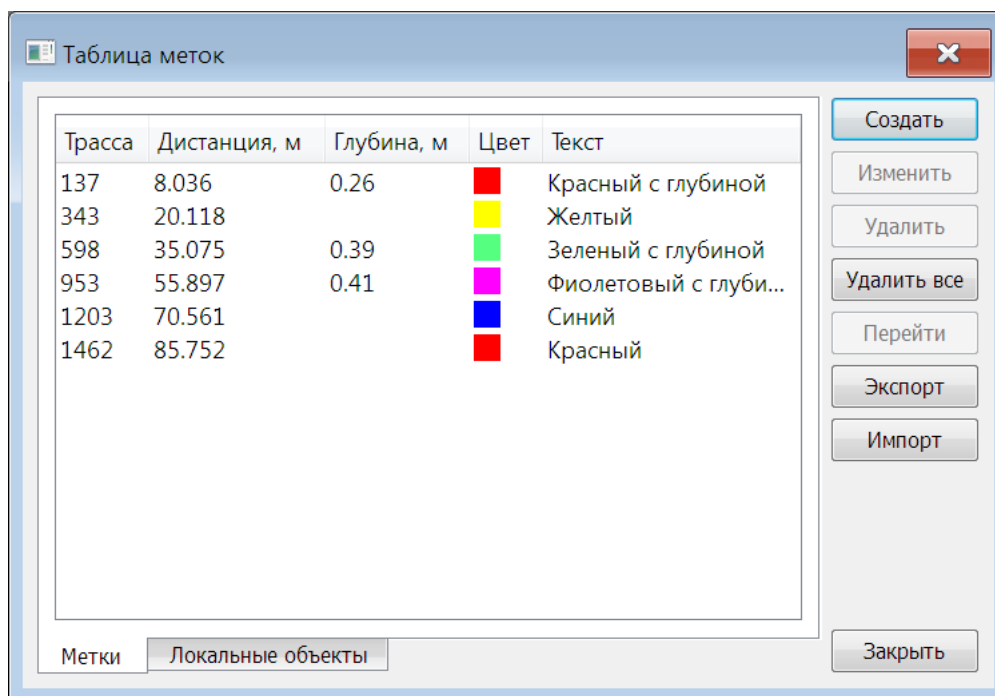 Таблица меток
Трасса Дистанция, м Глубина, м Цвет Текст
137 8.036 0.26 Красный с глубиной
343 20.118 Желтый
598 35.075 0.39 Зеленый с глубиной
953 55.897 0.41 Фиолетовый с глуби...
1203 70.561 Синий
1462 85.752 Красный
Создать
Изменить
Удалить
Удалить все
Перейти
Экспорт
Импорт
Метки Локальные объекты
Закрыть